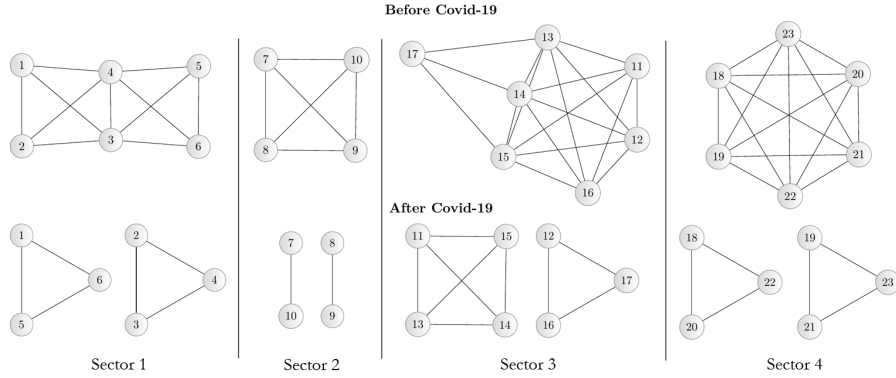 Before Covid-19
1 4 5 2 3 6
7 10 8 9
17 13 11 14 12 15 16
23 18 20 19 21 22
After Covid-19
1 6 5 2 4 3
7 8 10 9
11 15 13 14 12 17 16
18 22 20 19 23 21
Sector 1
Sector 2
Sector 3
Sector 4